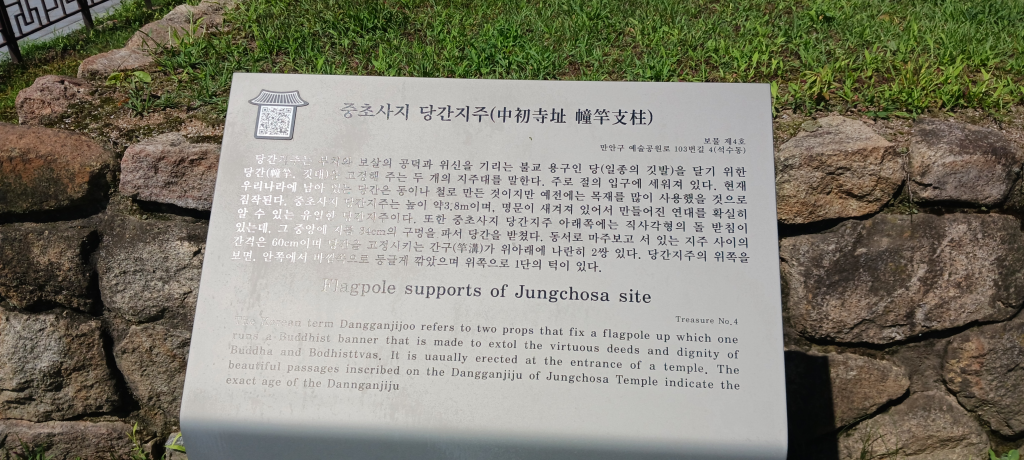 중초사지 당간지주(中初寺址 幢竿支柱)
보물 제4호
만안구 예술공원로 103번길 4(석수동)
당간지주는 부처와 보살의 공덕과 위신을 기리는 불교 용구인 당(일종의 깃발)을 달기 위한
당간(幢竿, 깃대)을 고정해 주는 두 개의 지주대를 말한다. 주로 절의 입구에 세워져 있다. 현재
우리나라에 남아 있는 당간은 동이나 철로 만든 것이지만 예전에는 목재를 많이 사용했을 것으로
짐작된다. 중초사지 당간지주는 높이 약3.8m이며, 명문이 새겨져 있어서 만들어진 연대를 확실히
알 수 있는 유일한 당간지주이다. 또한 중초사지 당간지주 아래쪽에는 직사각형의 돌 받침이
있는데, 그 중앙에 지름 34cm의 구멍을 파서 당간을 받쳤다. 동서로 마주보고 서 있는 지주 사이의
간격은 60cm이며 당간을 고정시키는 간구(竿溝)가 위아래에 나란히 2쌍 있다. 당간지주의 위쪽을
보면, 안쪽에서 바깥쪽으로 둥글게 깎았으며 위쪽으로 1단의 턱이 있다.
Flagpole supports of Jungchosa site
Treasure No.4
term Dangganjijoo refers to two props that fix a flagpole up which one
runs a Buddhist banner that is made to extol the virtuous deeds and dignity of
Buddha and Bodhisttvas. It is uaually erected at the entrance of a temple. The
beautiful passages inscribed on the Dangganjiju of Jungchosa Temple indicate the
exact age of the Dannganjiju